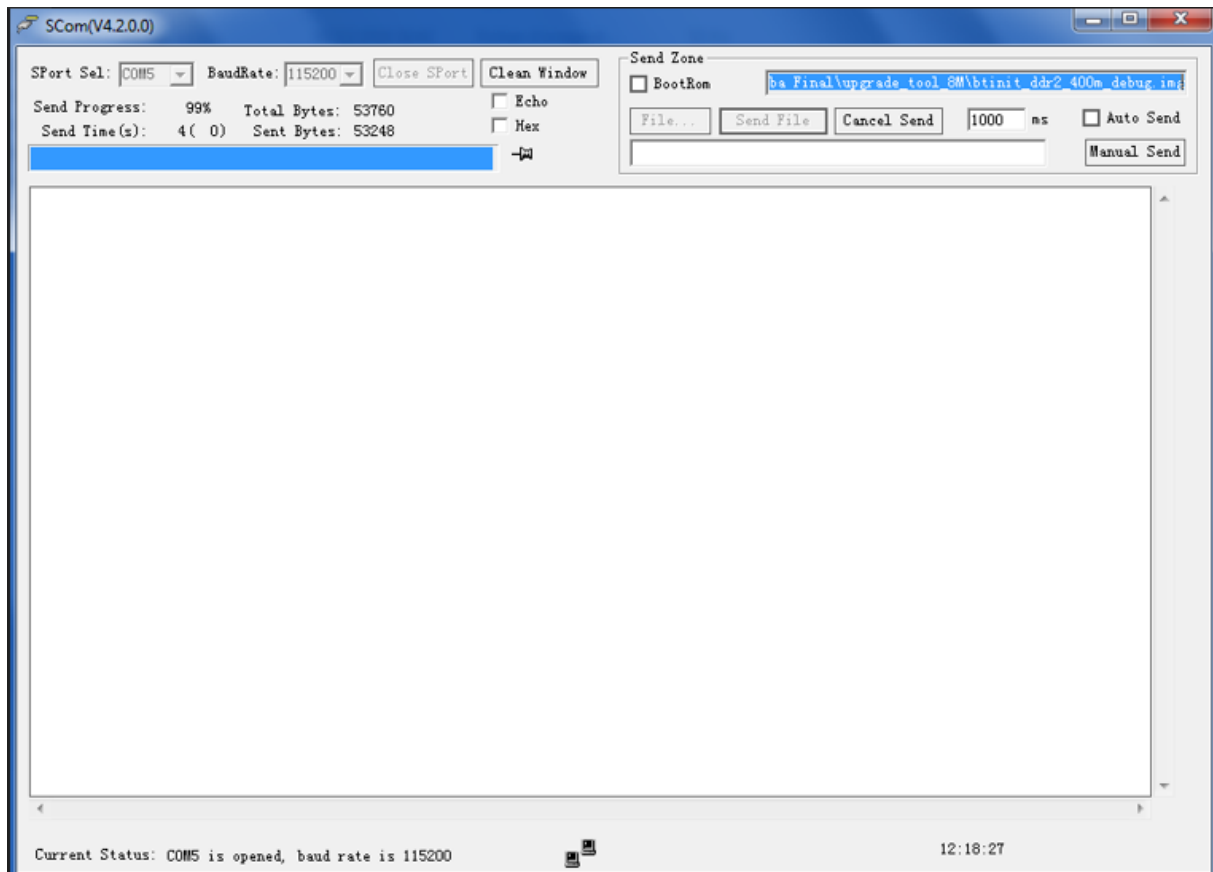 SCom(V4.2.0.0)
SPort Sel: COM5 BaudRate: 115200 Close SPort Clean Window
Send Progress: 99% Total Bytes: 53760
Send Time(s): 4( 0) Sent Bytes: 53248
Echo
Hex
Send Zone
BootRom ba Final\upgrade_tool_8M\btinit_ddr2_400m_debug.img
File... Send File Cancel Send 1000 ms Auto Send
Manual Send
Current Status: COM5 is opened, baud rate is 115200 12:18:27